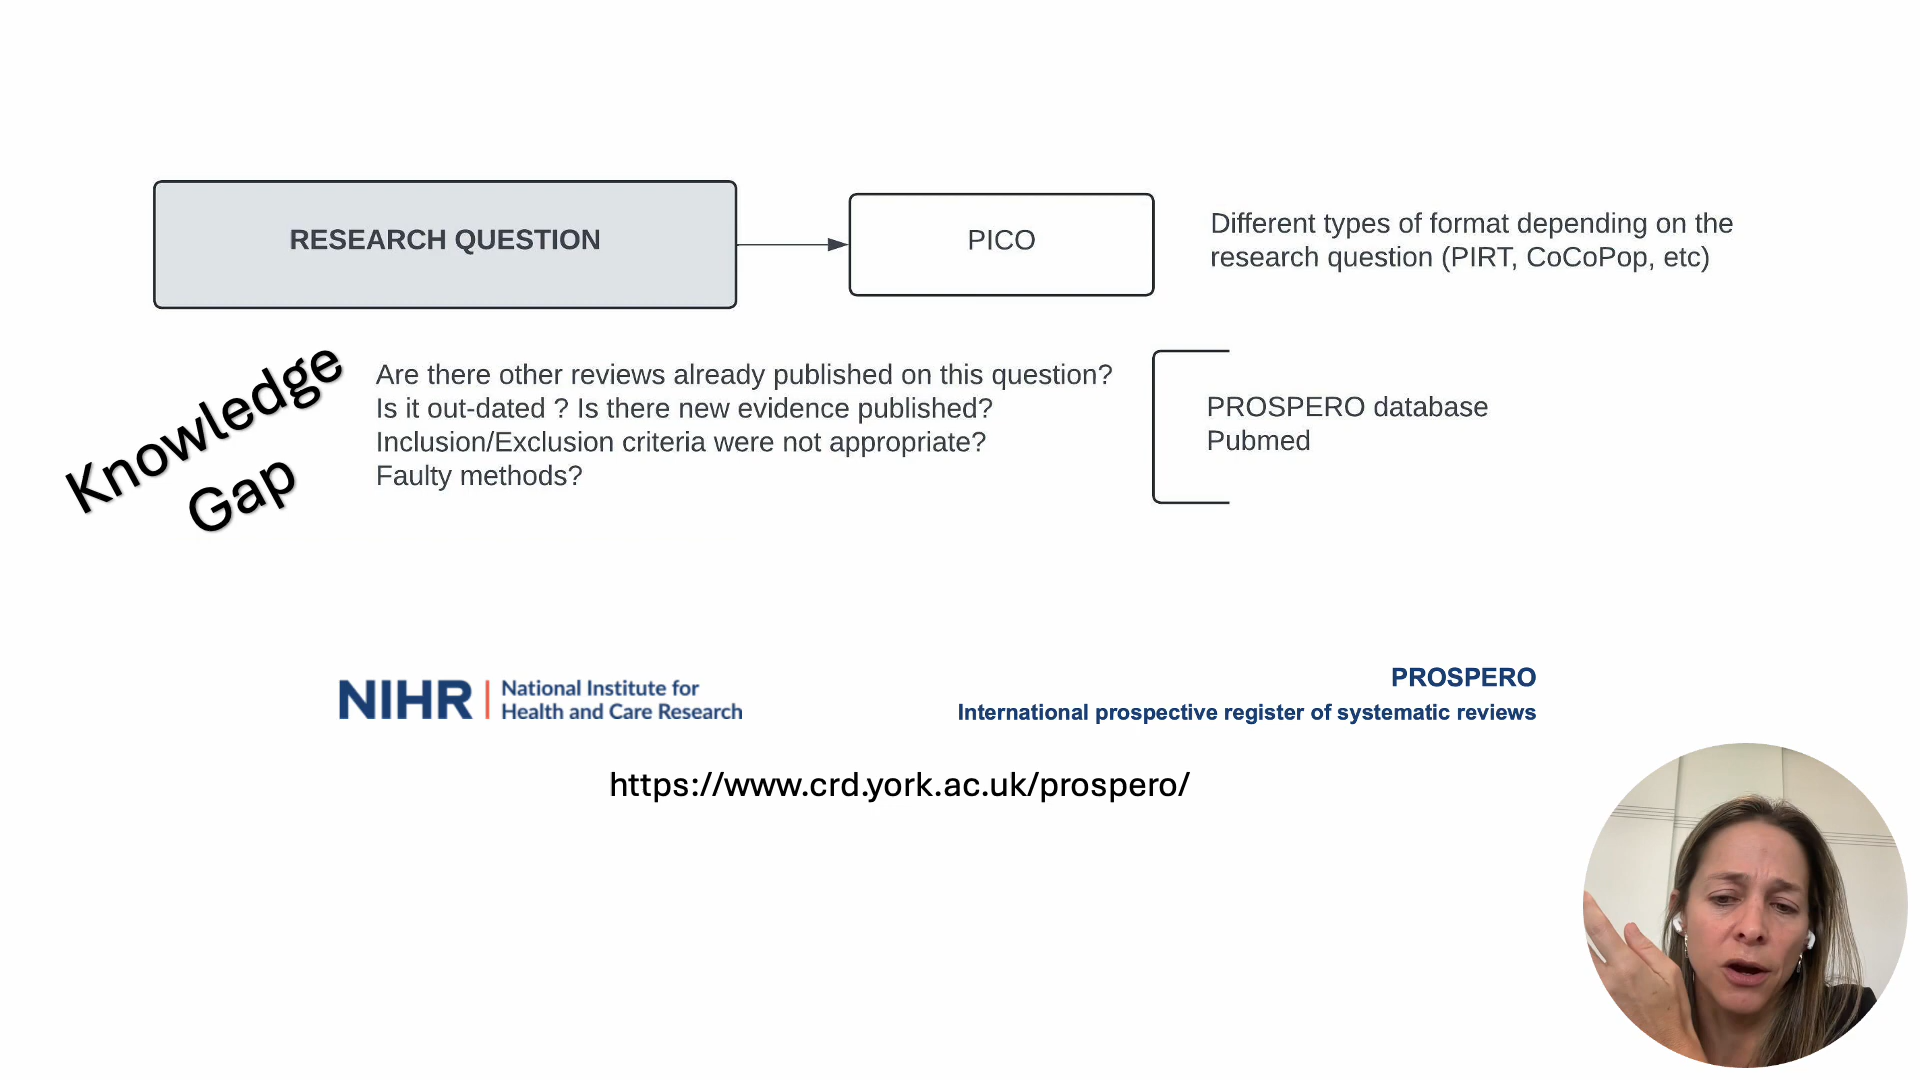 RESEARCH QUESTION
PICO
Different types of format depending on the
research question (PIRT, CoCoPop, etc)
Knowledge
Gap
Are there other reviews already published on this question?
Is it out-dated ? Is there new evidence published?
Inclusion/Exclusion criteria were not appropriate?
Faulty methods?
PROSPERO database
Pubmed
NIHR
National Institute for
Health and Care Research
PROSPERO
International prospective register of systematic reviews
https://www.crd.york.ac.uk/prospero/